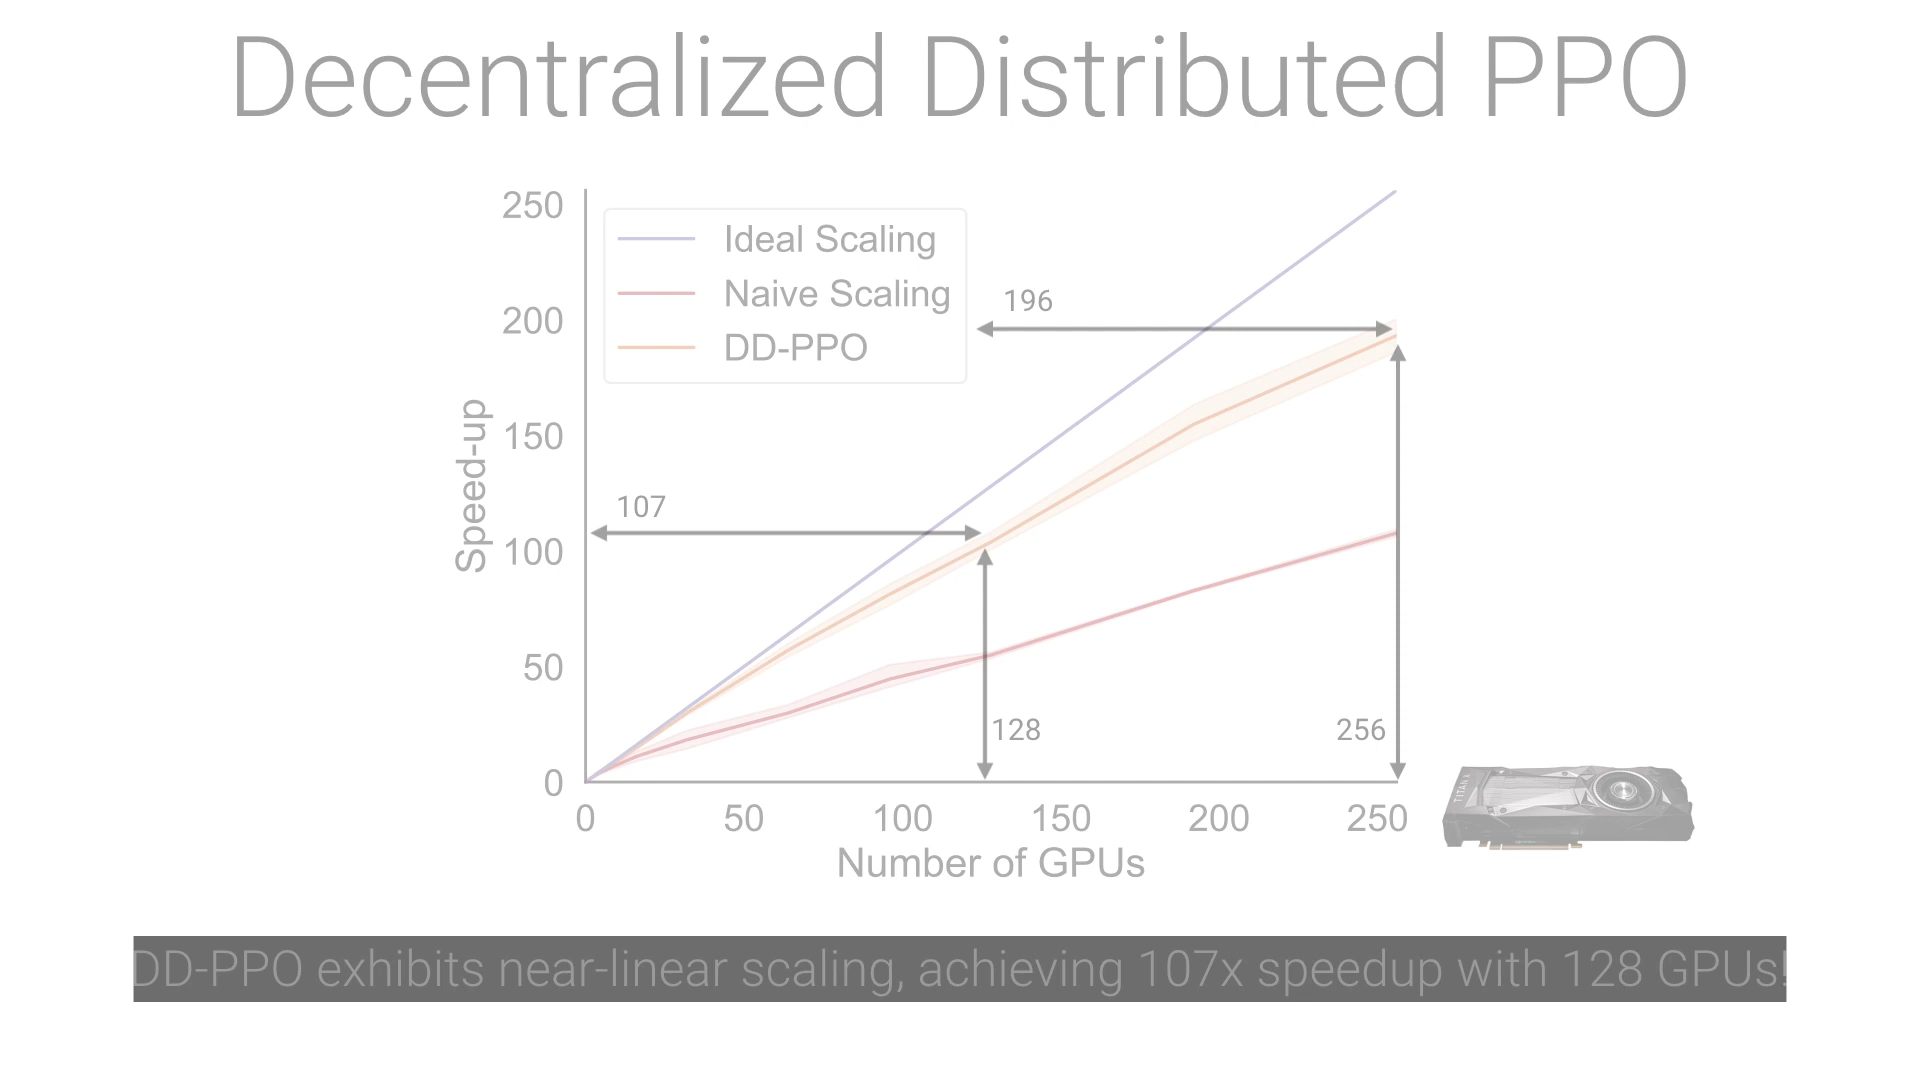 Decentralized Distributed PPO
250
200
150
100
50
0
Speed-up
Ideal Scaling
Naive Scaling
DD-PPO
196
107
128
256
0 50 100 150 200 250
Number of GPUs
TITAN X
DD-PPO exhibits near-linear scaling, achieving 107x speedup with 128 GPUs!